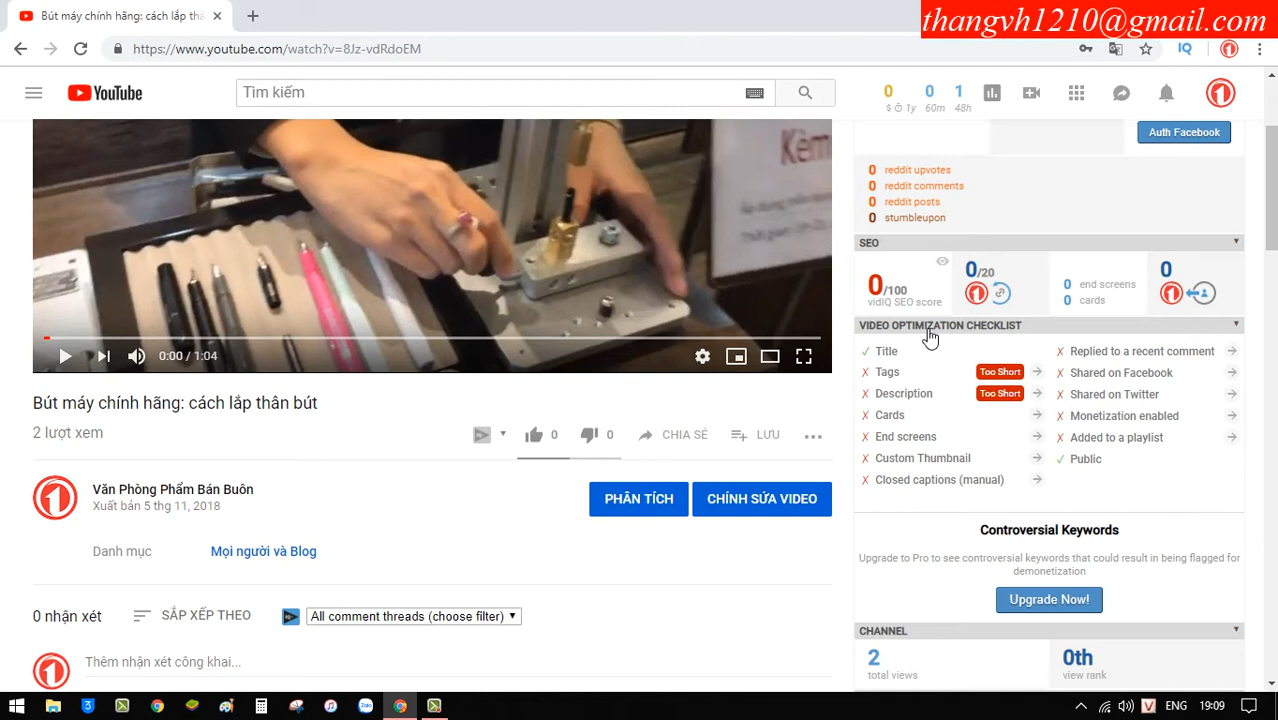 Bút máy chính hãng: cách lắp thâ
thangvh1210@gmail.com
https://www.youtube.com/watch?v=8Jz-vdRdoEM
IQ
YouTube
Tìm kiếm
0 0 1
$ 1y 60m 48h
Kềm
Auth Facebook
0 reddit upvotes
0 reddit comments
0 reddit posts
0 stumbleupon
SEO
0/100
vidIQ SEO score
0/20
0 end screens
0 cards
0
VIDEO OPTIMIZATION CHECKLIST
Title
Tags Too Short
Description Too Short
Cards
End screens
Custom Thumbnail
Closed captions (manual)
Replied to a recent comment
Shared on Facebook
Shared on Twitter
Monetization enabled
Added to a playlist
Public
0:00 / 1:04
Bút máy chính hãng: cách lắp thân bút
2 lượt xem
0 0 CHIA SẺ LƯU
Văn Phòng Phẩm Bán Buôn
Xuất bản 5 thg 11, 2018
PHÂN TÍCH CHỈNH SỬA VIDEO
Danh mục Mọi người và Blog
0 nhận xét SẮP XẾP THEO All comment threads (choose filter)
Thêm nhận xét công khai...
Controversial Keywords
Upgrade to Pro to see controversial keywords that could result in being flagged for
demonetization
Upgrade Now!
CHANNEL
2
total views
0th
view rank
Zalo
V ENG 19:09